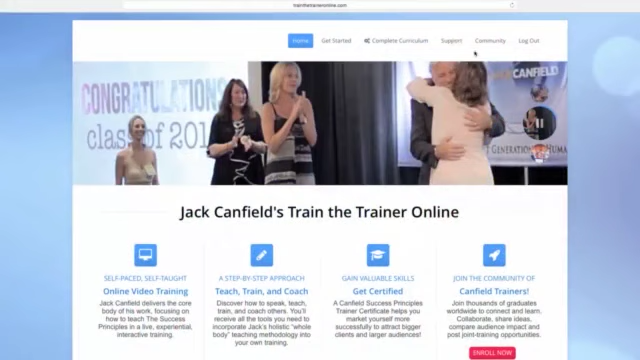 trainthetraineronline.com
Home Get Started Complete Curriculum Support Community Log Out
CONGRATULATIONS
class of 201
CANFIELD
Jack Canfield's Train the Trainer Online
SELF-PACED, SELF-TAUGHT
Online Video Training
Jack Canfield delivers the core
body of his work, focusing on
how to teach The Success
Principles in a live, experiential,
interactive training.
A STEP-BY-STEP APPROACH
Teach, Train, and Coach
Discover how to speak, teach,
train, and coach others. You'll
receive all the tools you need to
incorporate Jack's holistic "whole
body" teaching methodology into
your own training.
GAIN VALUABLE SKILLS
Get Certified
A Canfield Success Principles
Trainer Certificate helps you
market yourself more
successfully to attract bigger
clients and larger audiences!
JOIN THE COMMUNITY OF
Canfield Trainers!
Join thousands of graduates
worldwide to connect and learn.
Collaborate, share ideas,
compare audience impact and
post joint-training opportunities.
ENROLL NOW